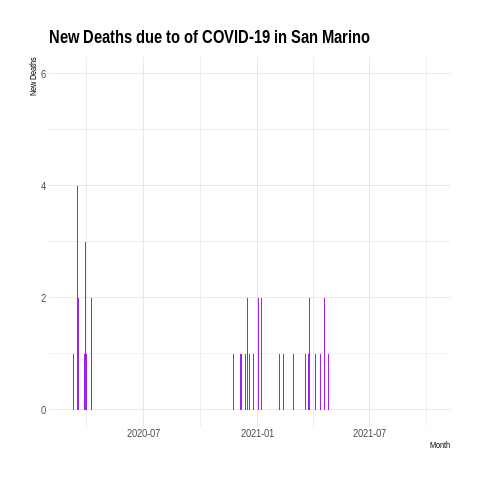 New Deaths due to of COVID-19 in San Marino
New Deaths
6
4
2
0
2020-07 2021-01 2021-07
Month